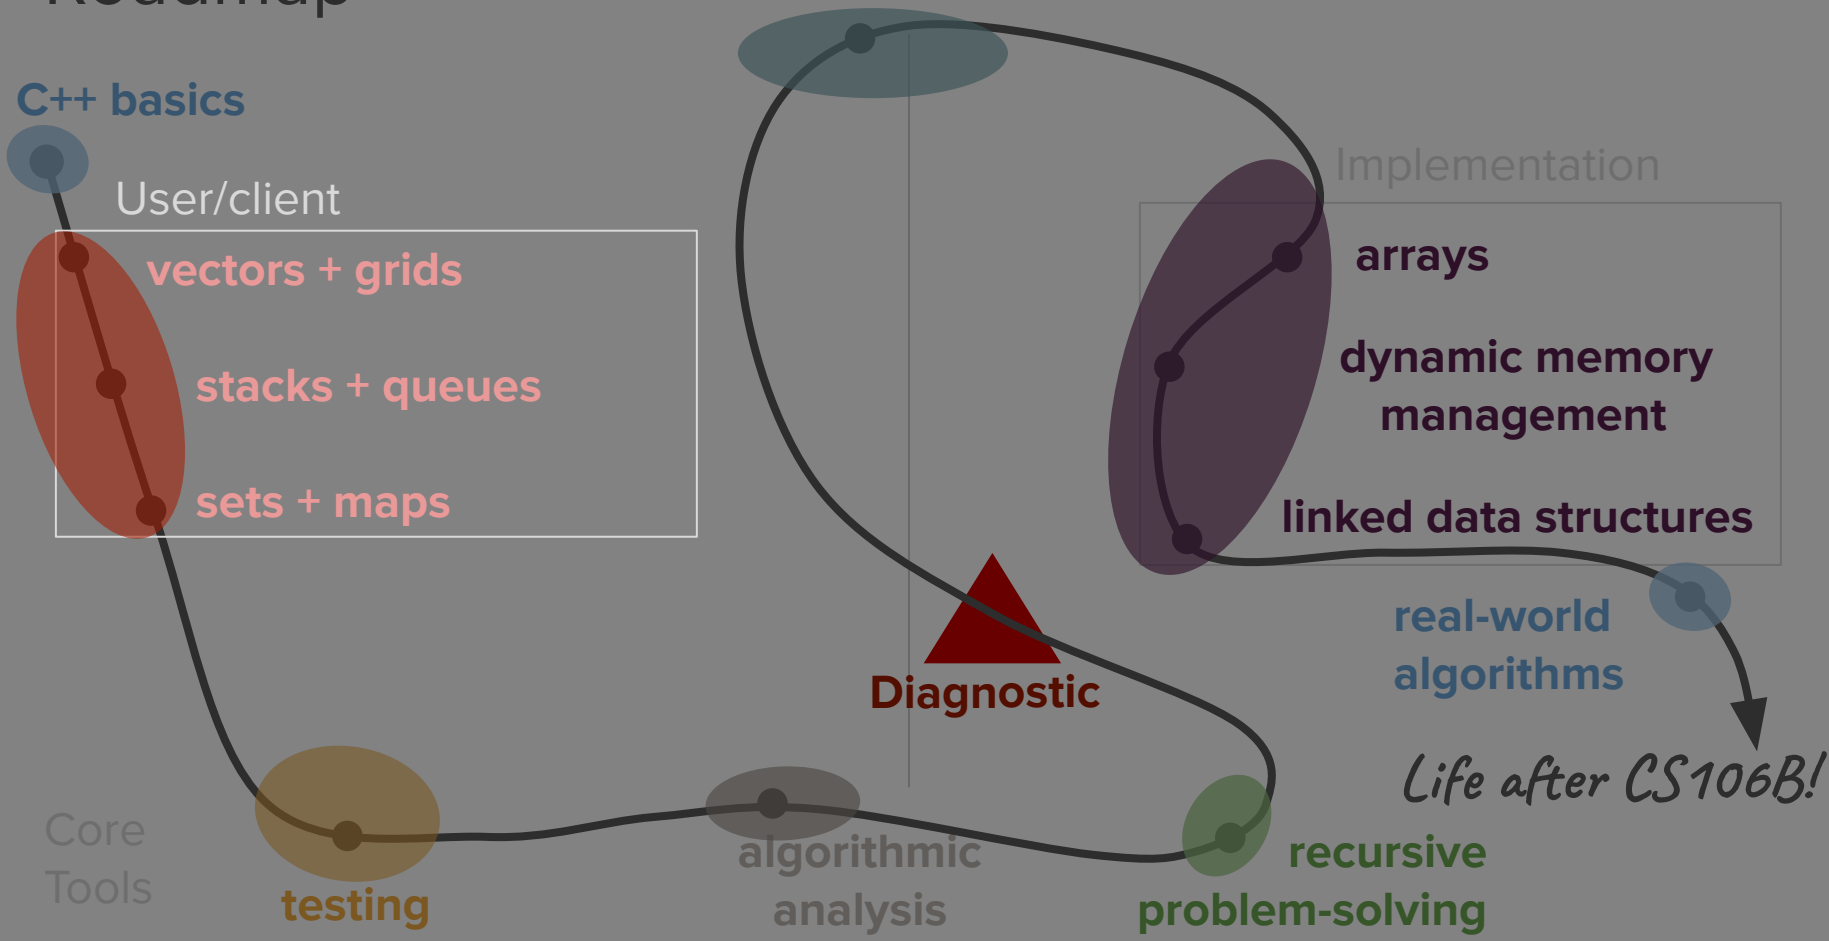 Roadmap
C++ basics
User/client
vectors + grids
stacks + queues
sets + maps
Core
Tools
testing
algorithmic
analysis
recursive
problem-solving
Diagnostic
Implementation
arrays
dynamic memory
management
linked data structures
real-world
algorithms
Life after CS106B!